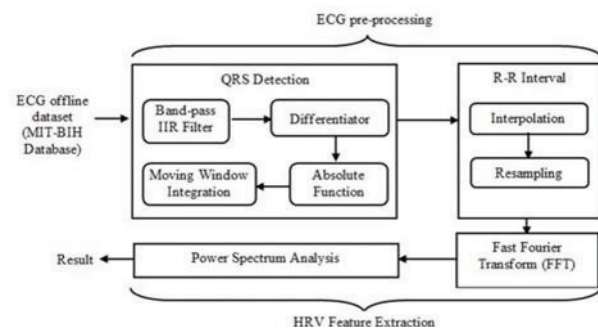 ECG pre-processing
ECG offline
dataset
(MIT-BIH
Database)
QRS Detection
Band-pass
IIR Filter
Differentiator
Moving Window
Integration
Absolute
Function
R-R Interval
Interpolation
Resampling
Result
Power Spectrum Analysis
Fast Fourier
Transform (FFT)
HRV Feature Extraction